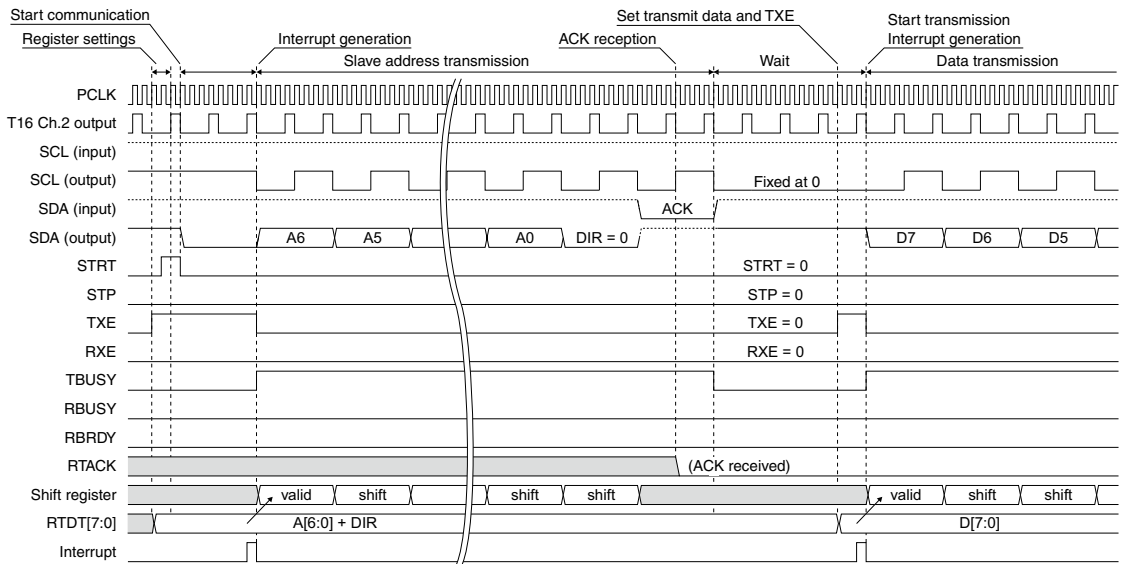 Start communication
Set transmit data and TXE
Start transmission
Register settings
Interrupt generation
ACK reception
Interrupt generation
Slave address transmission
Wait
Data transmission
PCLK
T16 Ch.2 output
SCL (input)
SCL (output)
Fixed at 0
SDA (input)
ACK
SDA (output)
A6
A5
A0
DIR = 0
D7
D6
D5
STRT
STRT = 0
STP
STP = 0
TXE
TXE = 0
RXE
RXE = 0
TBUSY
RBUSY
RBRDY
RTACK
(ACK received)
Shift register
valid
shift
shift
shift
valid
shift
shift
RTDT[7:0]
A[6:0] + DIR
D[7:0]
Interrupt